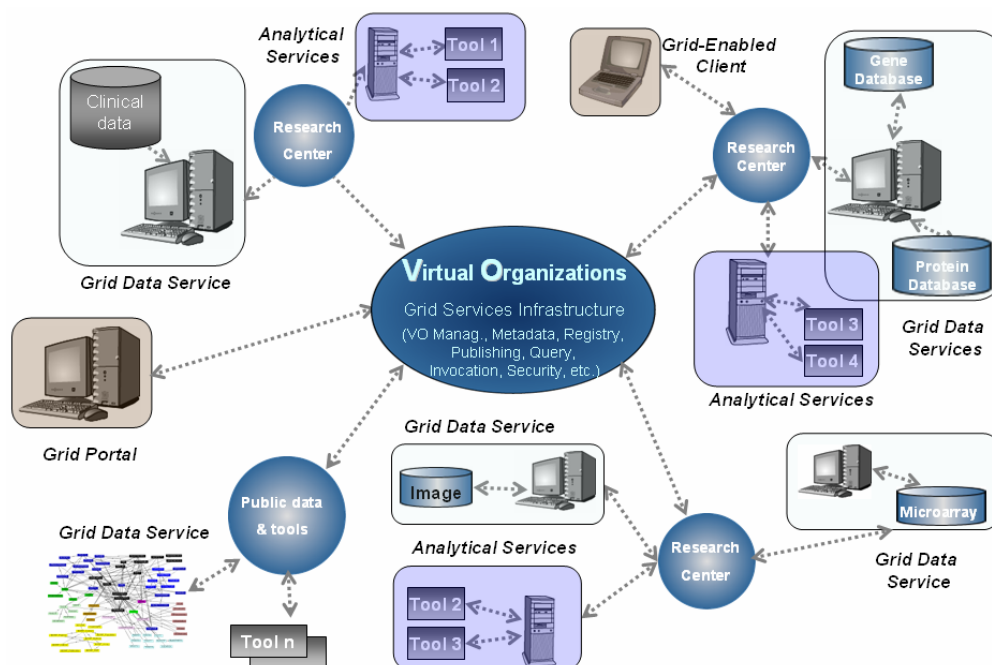 Analytical
Services
Tool 1
Tool 2
Clinical
data
Research
Center
Grid Data Service
Grid-Enabled
Client
Gene
Database
Research
Center
Protein
Database
Grid Data
Services
Tool 3
Tool 4
Analytical Services
Virtual Organizations
Grid Services Infrastructure
(VO Manag., Metadata, Registry,
Publishing, Query,
Invocation, Security, etc.)
Grid Portal
Grid Data Service
Image
Public data
& tools
Grid Data Service
Tool n
Analytical Services
Tool 2
Tool 3
Research
Center
Microarray
Grid Data
Service